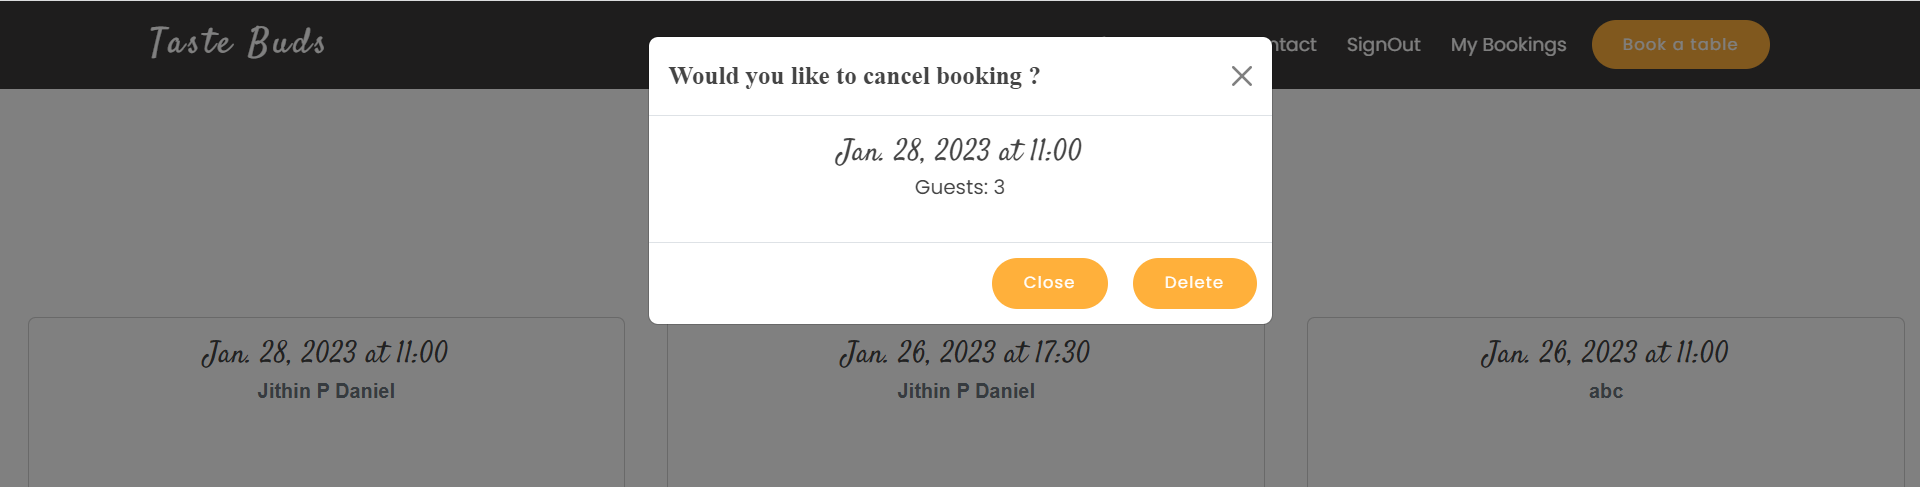 Taste Buds
SignOut
My Bookings
Book a table
Would you like to cancel booking ?
Jan. 28, 2023 at 11:00
Guests: 3
Close
Delete
Jan. 28, 2023 at 11:00
Jithin P Daniel
Jan. 26, 2023 at 17:30
Jithin P Daniel
Jan. 26, 2023 at 11:00
abc